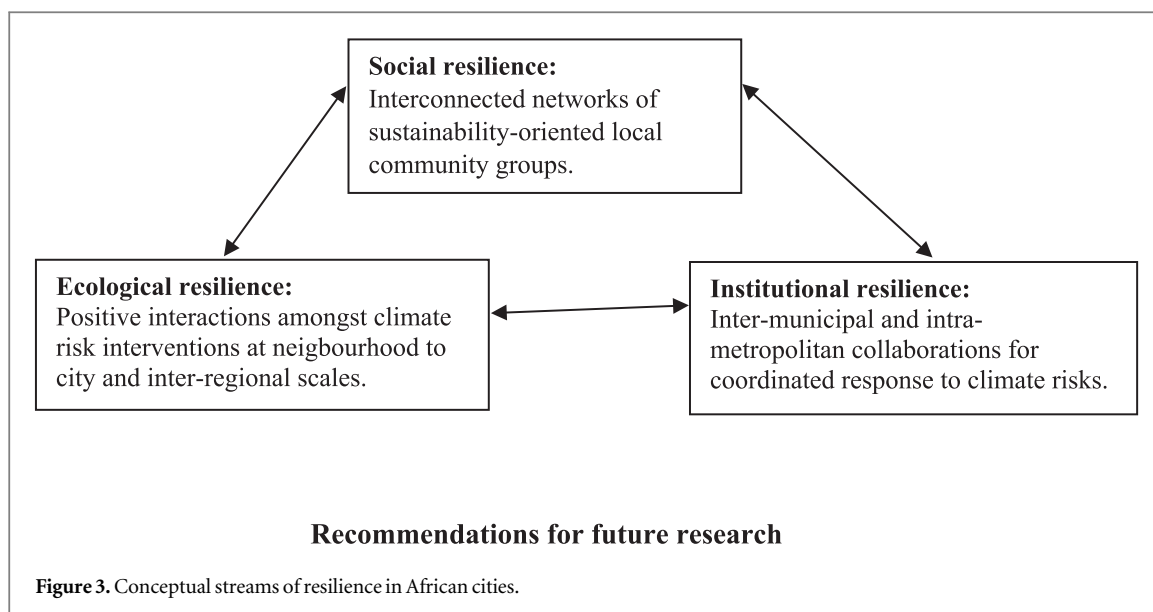 Social resilience:
Interconnected networks of
sustainability-oriented local
community groups.
Ecological resilience:
Positive interactions amongst climate
risk interventions at neigbourhood to
city and inter-regional scales.
Institutional resilience:
Inter-municipal and intra-
metropolitan collaborations for
coordinated response to climate risks.
Recommendations for future research
Figure 3. Conceptual streams of resilience in African cities.